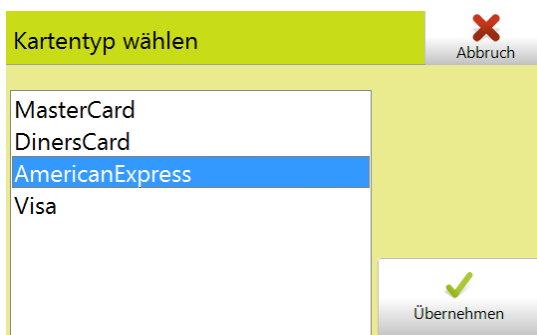 Kartentyp wählen
Abbruch
MasterCard
DinersCard
AmericanExpress
Visa
Übernehmen